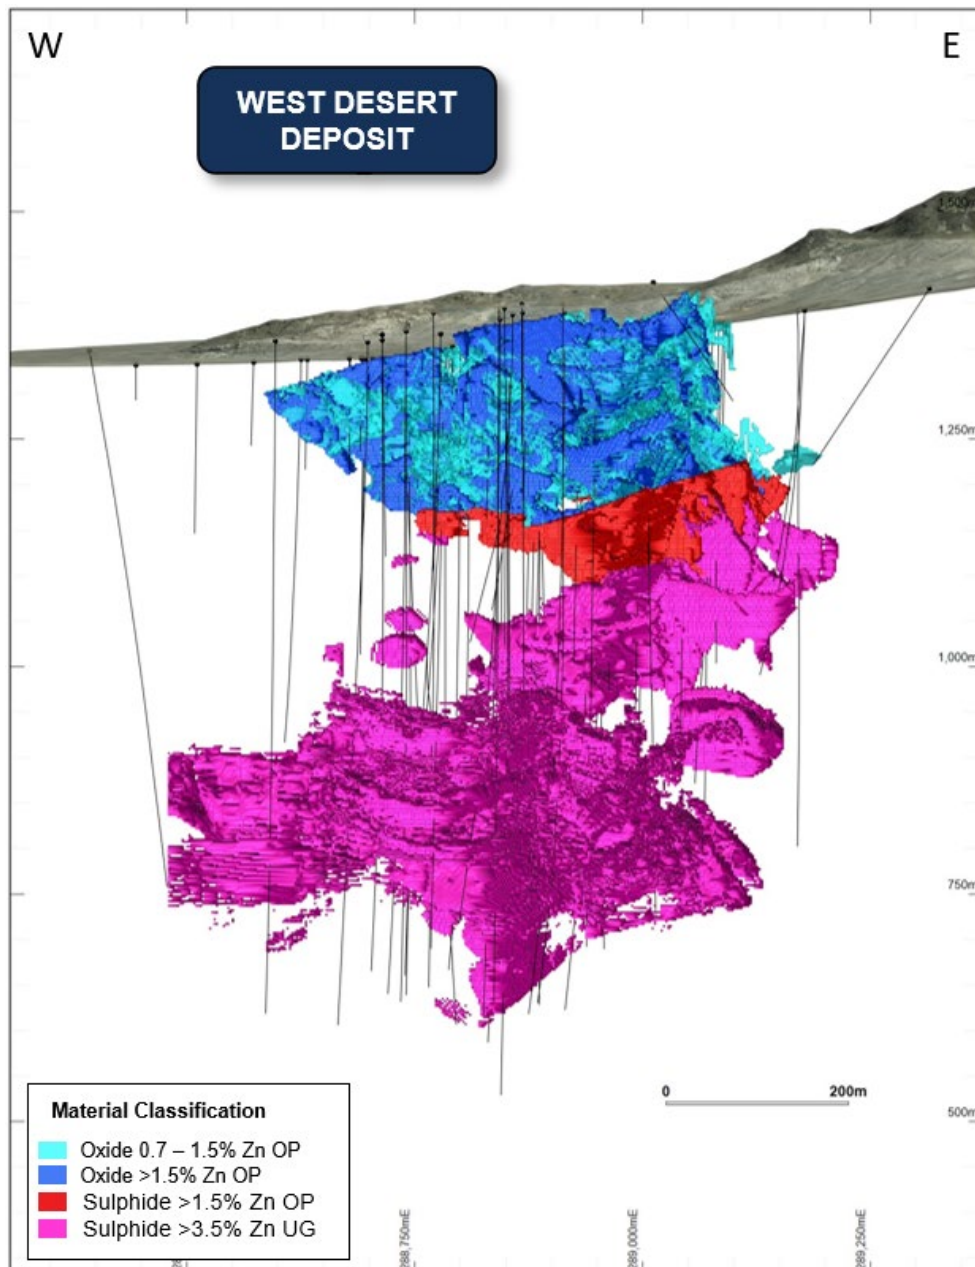 W
E
WEST DESERT
DEPOSIT
1,500m
1,250m
1,000m
750m
500m
0
200m
Material Classification
Oxide 0.7 – 1.5% Zn OP
Oxide >1.5% Zn OP
Sulphide >1.5% Zn OP
Sulphide >3.5% Zn UG
288,750mE
289,000mE
289,250mE